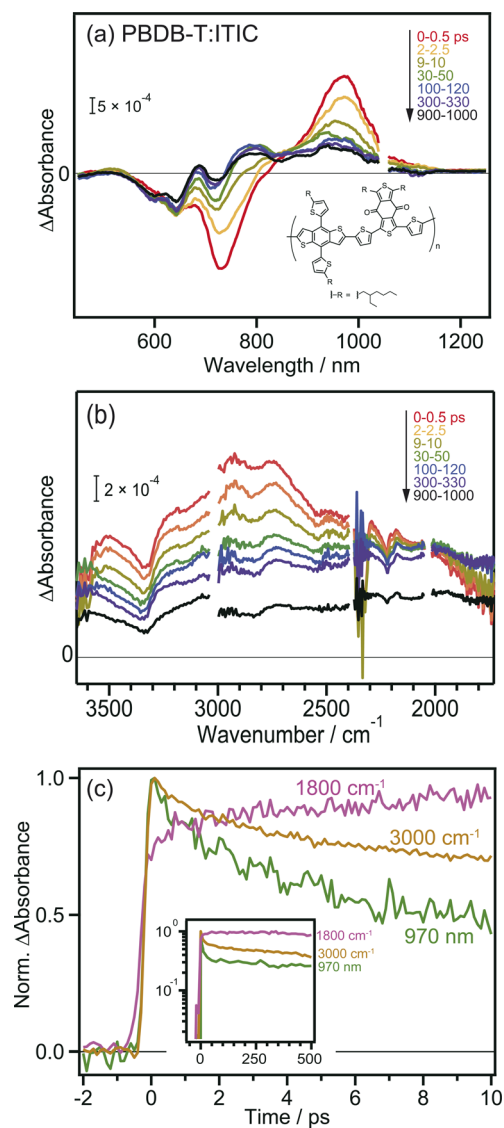 (a) PBDB-T:ITIC
0-0.5 ps
2-2.5
9-10
30-50
100-120
300-330
900-1000
5 × 10⁻⁴
0
ΔAbsorbance
R
R
R
R
S
S
S
S
S
S
S
S
O
O
n
R
-R =
600
800
1000
1200
Wavelength / nm
(b)
0-0.5 ps
2-2.5
9-10
30-50
100-120
300-330
900-1000
2 × 10⁻⁴
ΔAbsorbance
0
3500
3000
2500
2000
Wavenumber / cm⁻¹
(c)
1.0
0.5
0.0
Norm. ΔAbsorbance
1800 cm⁻¹
3000 cm⁻¹
970 nm
10⁰
10⁻¹
1800 cm⁻¹
3000 cm⁻¹
970 nm
0
250
500
-2
0
2
4
6
8
10
Time / ps